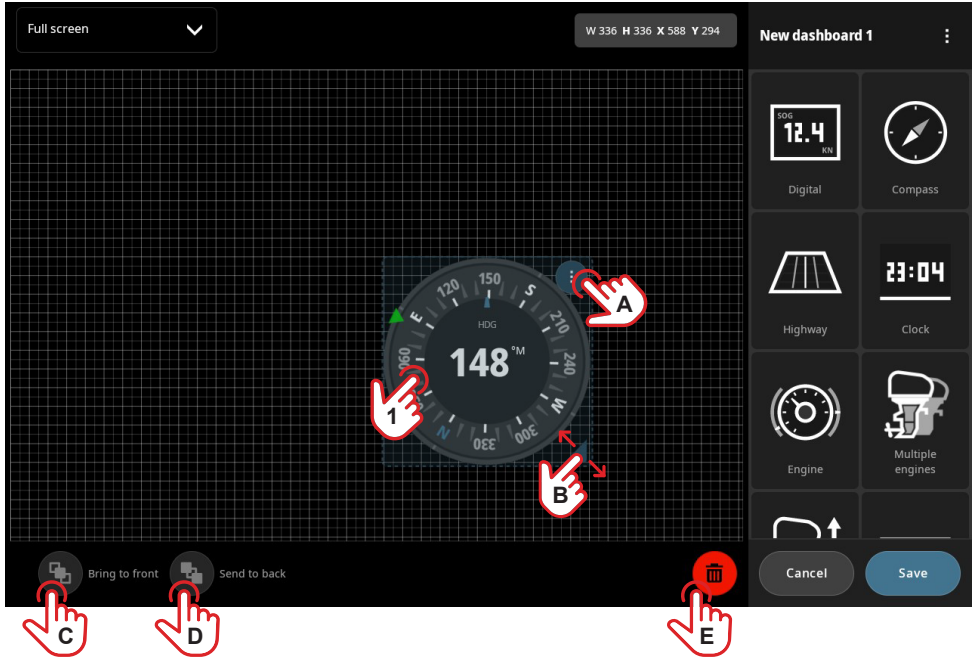 Full screen
W 336 H 336 X 588 Y 294
New dashboard 1
SOG
12.4
KN
Digital
Compass
Highway
23:04
Clock
Engine
Multiple
engines
120
150
S
210
240
W
300
330
N
060
E
HDG
148°M
A
1
B
Bring to front
Send to back
Cancel
Save
C
D
E